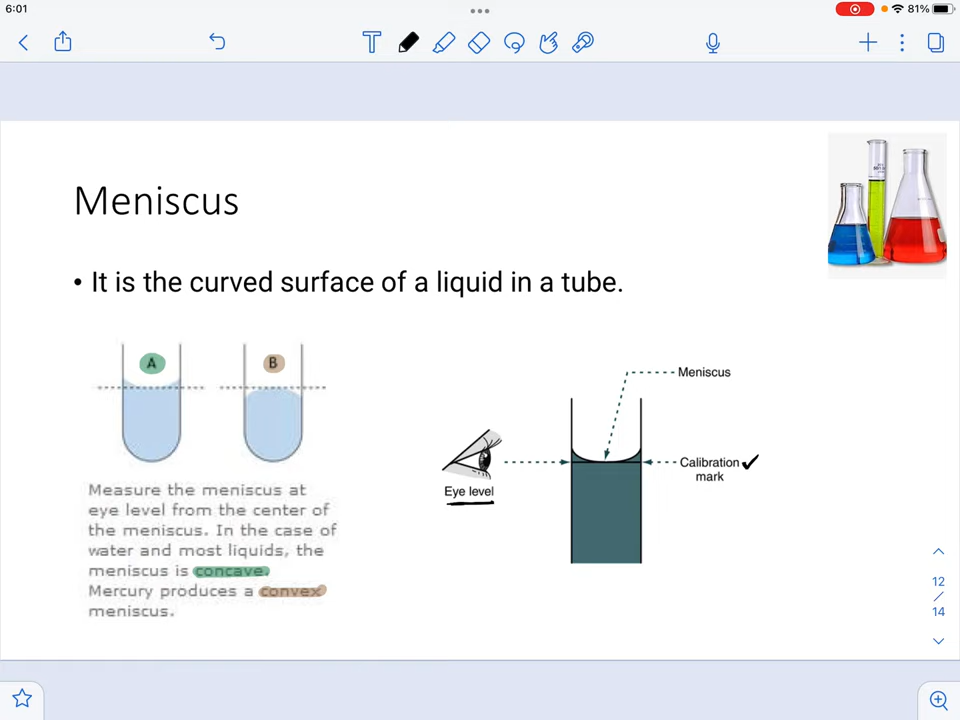 6:01
81%
T
Meniscus
• It is the curved surface of a liquid in a tube.
A
B
Measure the meniscus at
eye level from the center of
the meniscus. In the case of
water and most liquids, the
meniscus is concave.
Mercury produces a convex
meniscus.
Meniscus
Eye level
Calibration
mark
12
/
14